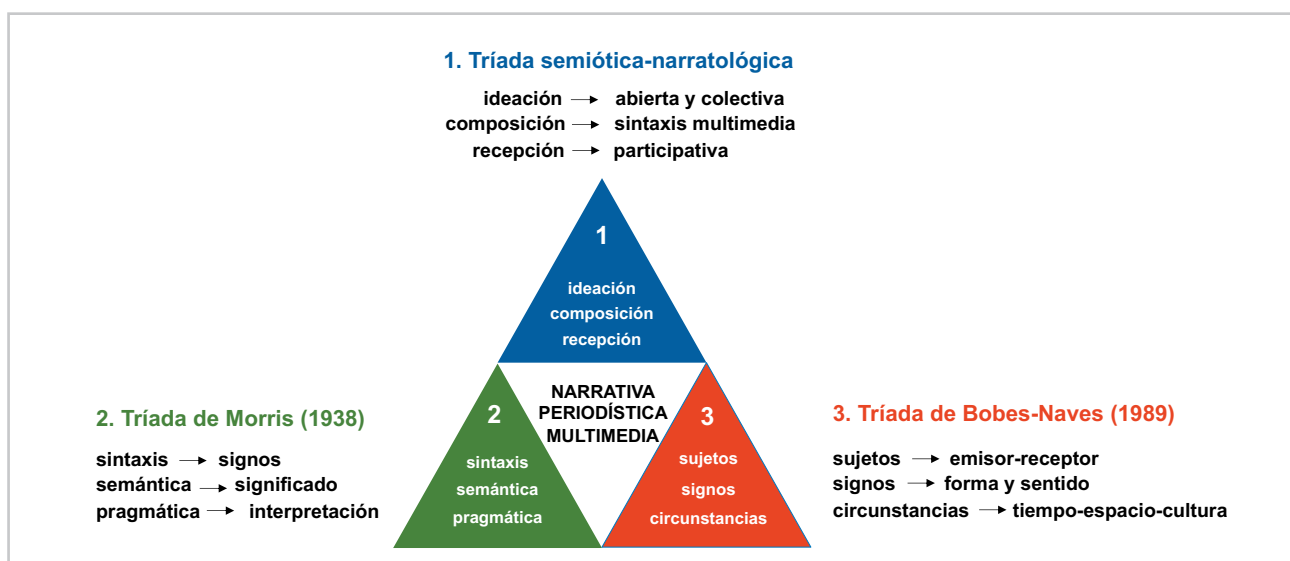 1. Tríada semiótica-narratológica
ideación → abierta y colectiva
composición → sintaxis multimedia
recepción → participativa
1
ideación
composición
recepción
NARRATIVA
PERIODÍSTICA
MULTIMEDIA
2. Tríada de Morris (1938)
sintaxis → signos
semántica → significado
pragmática → interpretación
2
sintaxis
semántica
pragmática
3
sujetos
signos
circunstancias
3. Tríada de Bobes-Naves (1989)
sujetos → emisor-receptor
signos → forma y sentido
circunstancias → tiempo-espacio-cultura